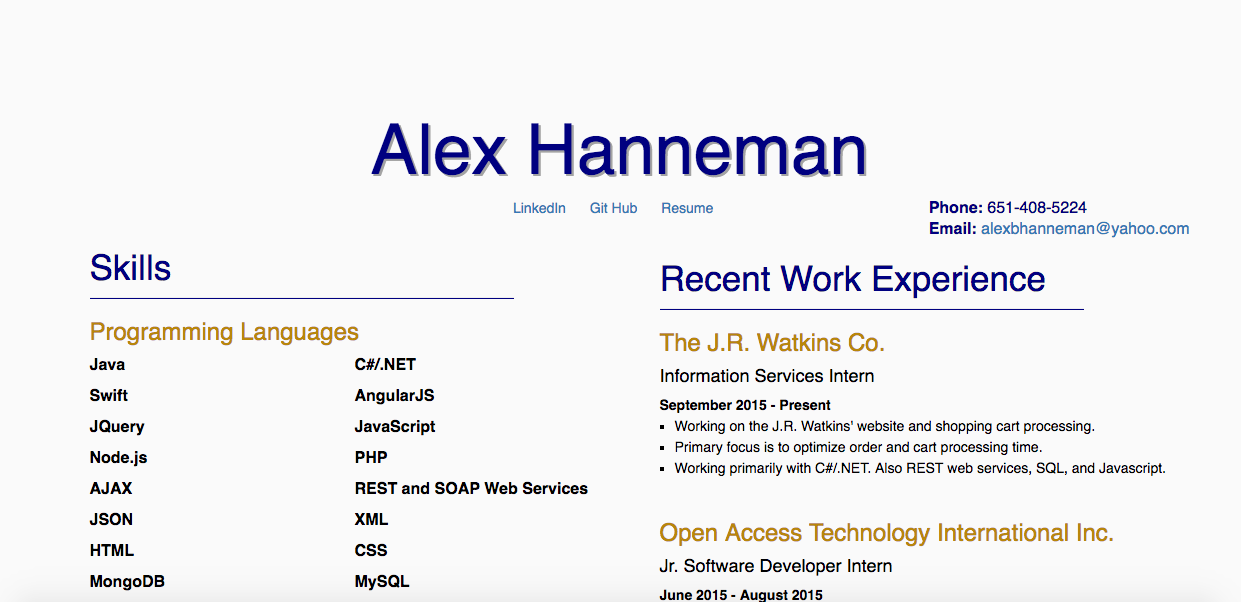 Alex Hanneman
LinkedIn Git Hub Resume
Phone: 651-408-5224
Email: alexbhanneman@yahoo.com
Skills
Programming Languages
Java C#/.NET
Swift AngularJS
JQuery JavaScript
Node.js PHP
AJAX REST and SOAP Web Services
JSON XML
HTML CSS
MongoDB MySQL
Recent Work Experience
The J.R. Watkins Co.
Information Services Intern
September 2015 - Present
▪ Working on the J.R. Watkins' website and shopping cart processing.
▪ Primary focus is to optimize order and cart processing time.
▪ Working primarily with C#/.NET. Also REST web services, SQL, and Javascript.
Open Access Technology International Inc.
Jr. Software Developer Intern
June 2015 - August 2015